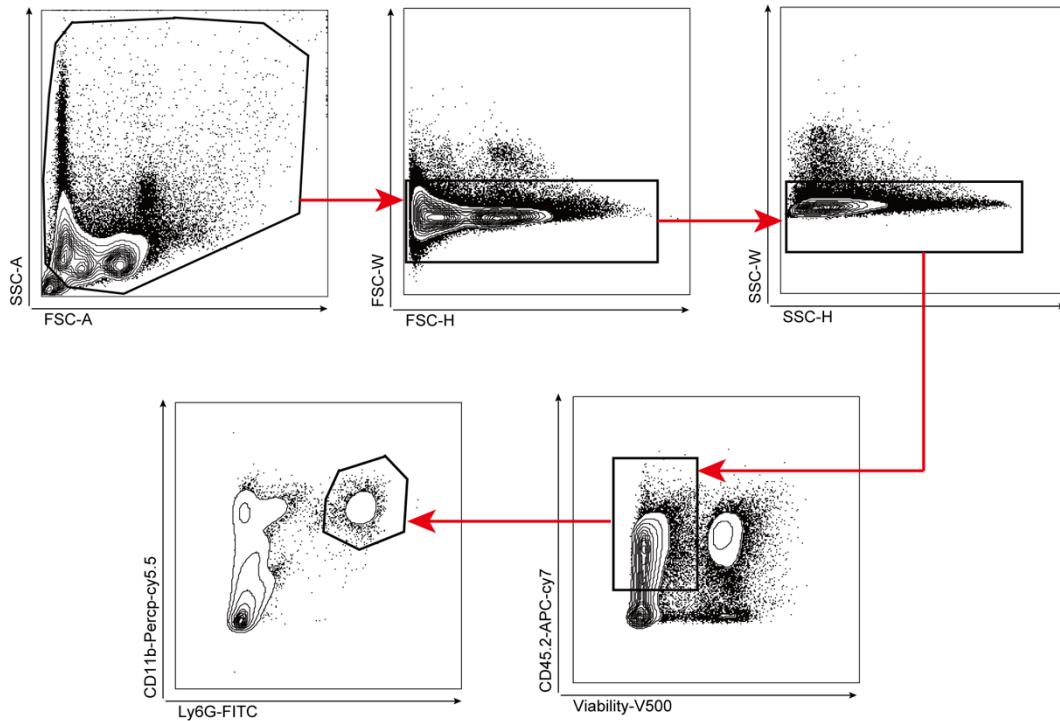 SSC-A
FSC-A
FSC-W
FSC-H
SSC-W
SSC-H
CD11b-Percp-cy5.5
Ly6G-FITC
CD45.2-APC-cy7
Viability-V500